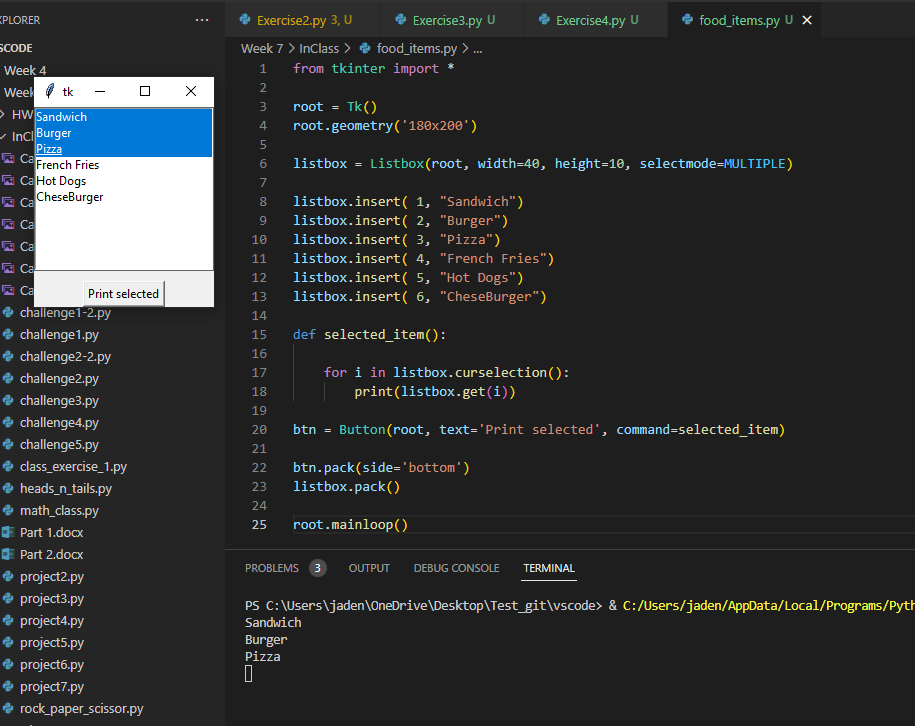 XPLORER
...
Exercise2.py 3, U
Exercise3.py U
Exercise4.py U
food_items.py U
SCODE
Week 4
Week
HW
InCl
Ca
Ca
Ca
Ca
Ca
Ca
Ca
challenge1-2.py
challenge1.py
challenge2-2.py
challenge2.py
challenge3.py
challenge4.py
challenge5.py
class_exercise_1.py
heads_n_tails.py
math_class.py
Part 1.docx
Part 2.docx
project2.py
project3.py
project4.py
project5.py
project6.py
project7.py
rock_paper_scissor.py
tk
Sandwich
Burger
Pizza
French Fries
Hot Dogs
CheseBurger
Print selected
Week 7 > InClass > food_items.py > ...
1 from tkinter import *
2
3 root = Tk()
4 root.geometry('180x200')
5
6 listbox = Listbox(root, width=40, height=10, selectmode=MULTIPLE)
7
8 listbox.insert( 1, "Sandwich")
9 listbox.insert( 2, "Burger")
10 listbox.insert( 3, "Pizza")
11 listbox.insert( 4, "French Fries")
12 listbox.insert( 5, "Hot Dogs")
13 listbox.insert( 6, "CheseBurger")
14
15 def selected_item():
16
17 for i in listbox.curselection():
18 print(listbox.get(i))
19
20 btn = Button(root, text='Print selected', command=selected_item)
21
22 btn.pack(side='bottom')
23 listbox.pack()
24
25 root.mainloop()
PROBLEMS 3 OUTPUT DEBUG CONSOLE TERMINAL
PS C:\Users\jaden\OneDrive\Desktop\Test_git\vscode> & C:/Users/jaden/AppData/Local/Programs/Pyth
Sandwich
Burger
Pizza